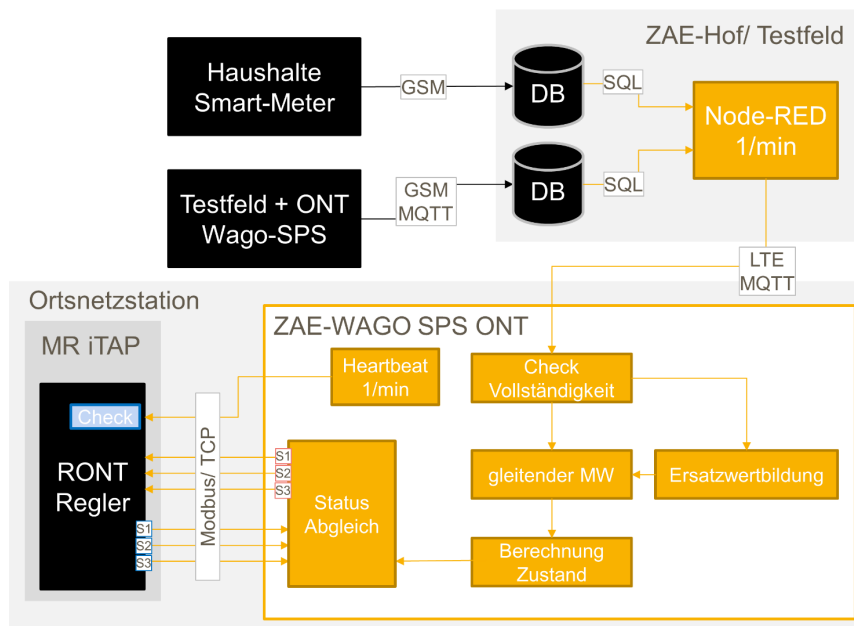 ZAE-Hof/ Testfeld
Haushalte
Smart-Meter
GSM
DB
SQL
Node-RED
1/min
Testfeld + ONT
Wago-SPS
GSM
MQTT
DB
SQL
LTE
MQTT
Ortsnetzstation
ZAE-WAGO SPS ONT
MR iTAP
Heartbeat
1/min
Check
Vollständigkeit
Check
Modbus/ TCP
RONT
Regler
S1
S2
S3
Status
Abgleich
gleitender MW
Ersatzwertbildung
S1
S2
S3
Berechnung
Zustand